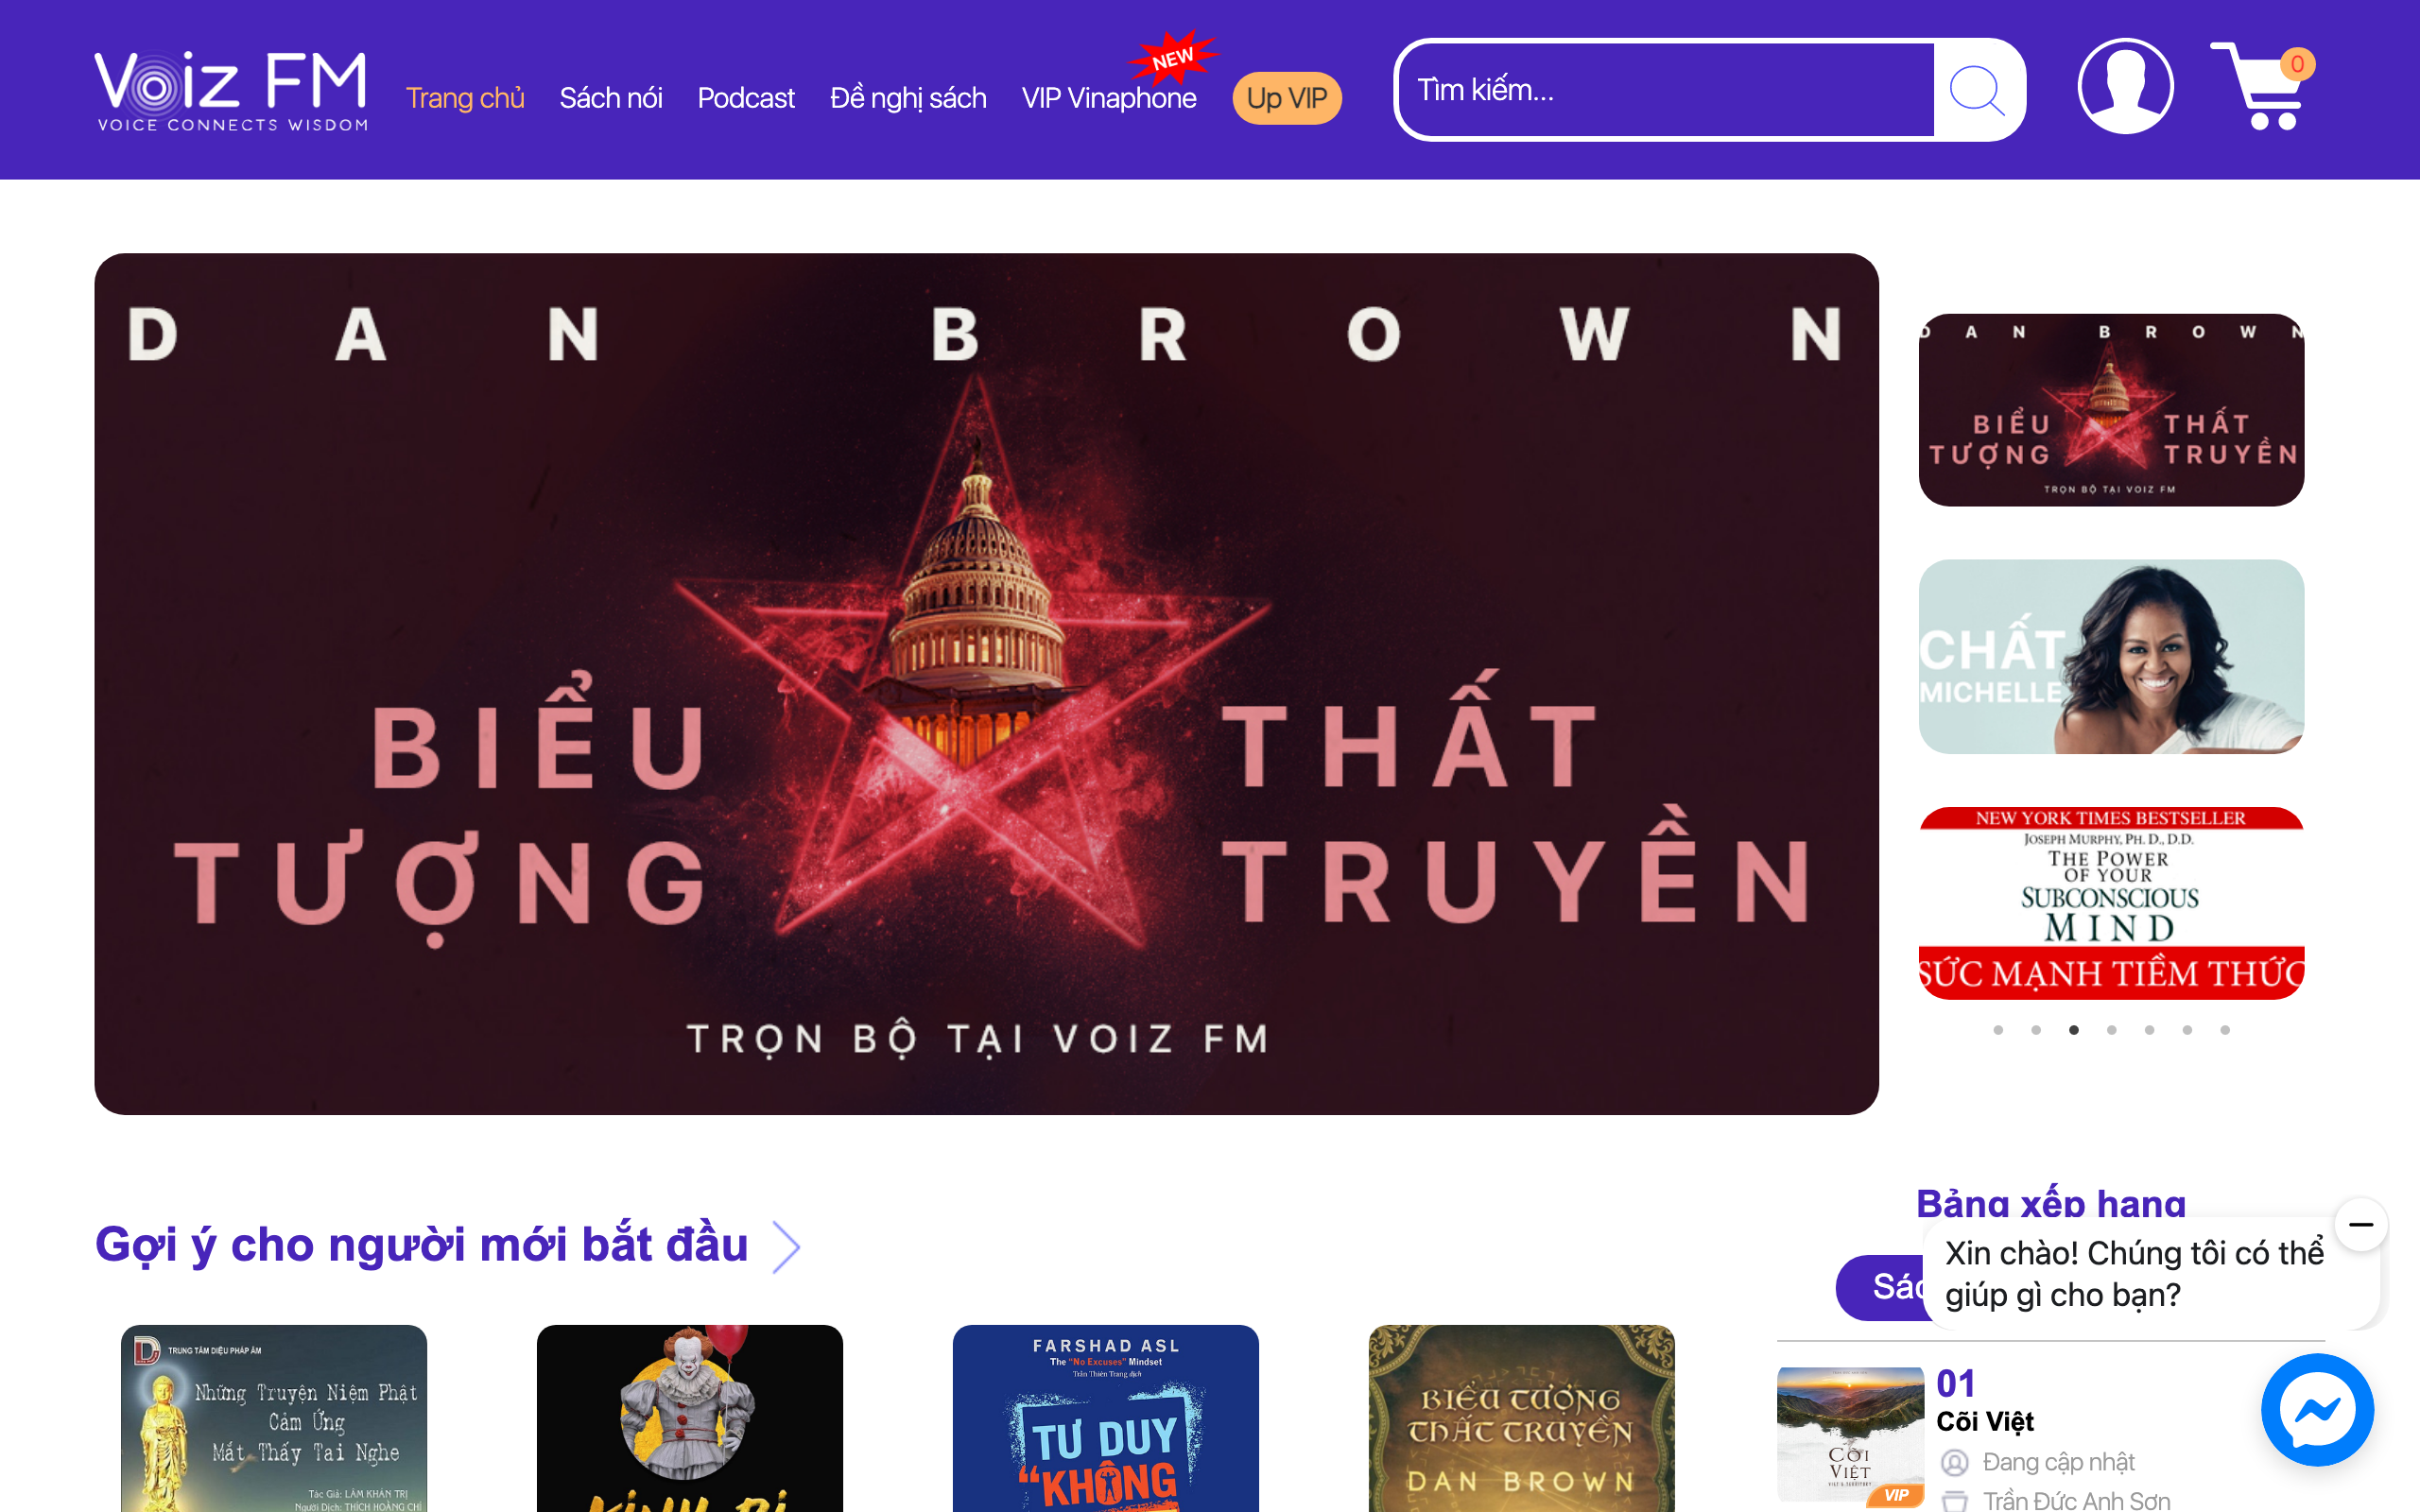 Voiz FM
VOICE CONNECTS WISDOM
Trang chủ
Sách nói
Podcast
Đề nghị sách
VIP Vinaphone
NEW
Up VIP
Tìm kiếm...
0
DAN BROWN
BIỂU THẤT
TƯỢNG TRUYỀN
TRỌN BỘ TẠI VOIZ FM
DAN BROWN
BIỂU THẤT
TƯỢNG TRUYỀN
TRỌN BỘ TẠI VOIZ FM
CHẤT
MICHELLE
NEW YORK TIMES BESTSELLER
JOSEPH MURPHY, PH. D., D.D.
THE POWER
OF YOUR
SUBCONSCIOUS
MIND
SỨC MẠNH TIỀM THỨC
Gợi ý cho người mới bắt đầu
Bảng xếp hạng
Xin chào! Chúng tôi có thể
giúp gì cho bạn?
TRUNG TÂM DIỆU PHÁP ÂM
Những Truyện Niệm Phật
Cảm Ứng
Mắt Thấy Tai Nghe
Tác Giả: LÂM KHÁN TRỊ
Người Dịch: THÍCH HOẰNG CHÍ
FARSHAD ASL
The "No Excuses" Mindset
Trần Thiên Trang dịch
TƯ DUY
"KHÔNG
BIỂU TƯỢNG
THẤT TRUYỀN
DAN BROWN
01
Cõi Việt
Đang cập nhật
Trần Đức Anh Sơn
CÕI
VIỆT
VIP